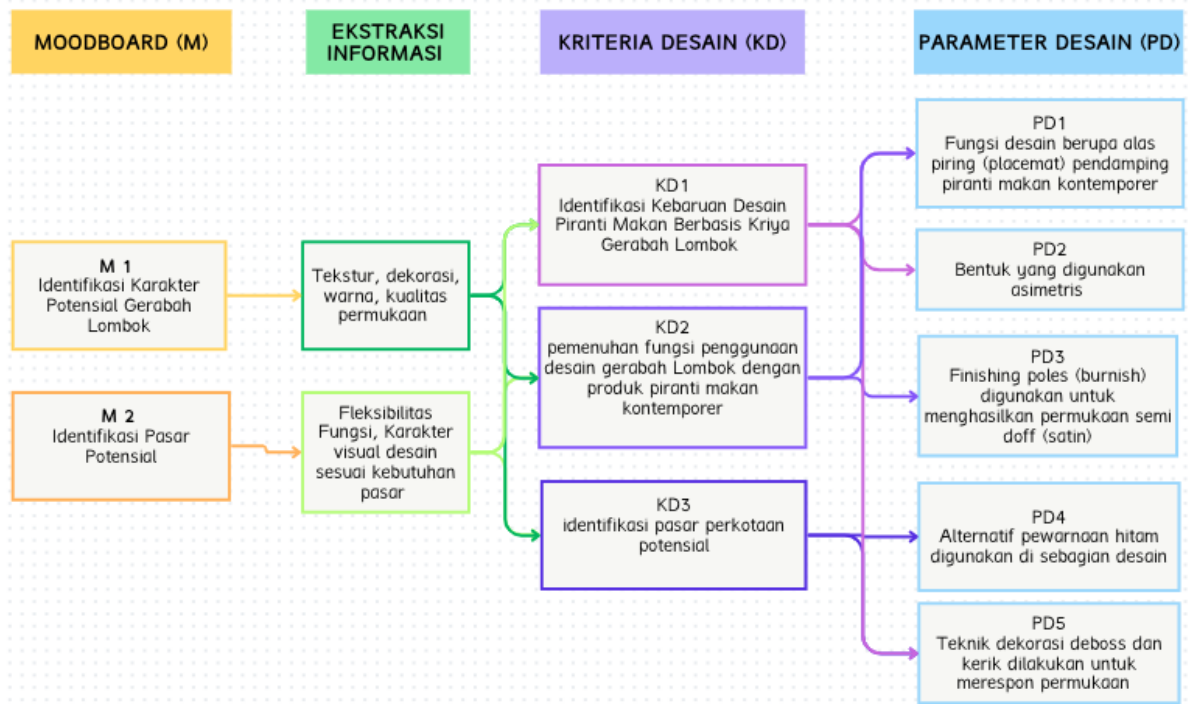 MOODBOARD (M)
EKSTRAKSI
INFORMASI
KRITERIA DESAIN (KD)
PARAMETER DESAIN (PD)
M 1
Identifikasi Karakter
Potensial Gerabah
Lombok
M 2
Identifikasi Pasar
Potensial
Tekstur, dekorasi,
warna, kualitas
permukaan
Fleksibilitas
Fungsi, Karakter
visual desain
sesuai kebutuhan
pasar
KD1
Identifikasi Kebaruan Desain
Piranti Makan Berbasis Kriya
Gerabah Lombok
KD2
pemenuhan fungsi penggunaan
desain gerabah Lombok dengan
produk piranti makan
kontemporer
KD3
identifikasi pasar perkotaan
potensial
PD1
Fungsi desain berupa alas
piring (placemat) pendamping
piranti makan kontemporer
PD2
Bentuk yang digunakan
asimetris
PD3
Finishing poles (burnish)
digunakan untuk
menghasilkan permukaan semi
doff (satin)
PD4
Alternatif pewarnaan hitam
digunakan di sebagian desain
PD5
Teknik dekorasi deboss dan
kerik dilakukan untuk
merespon permukaan